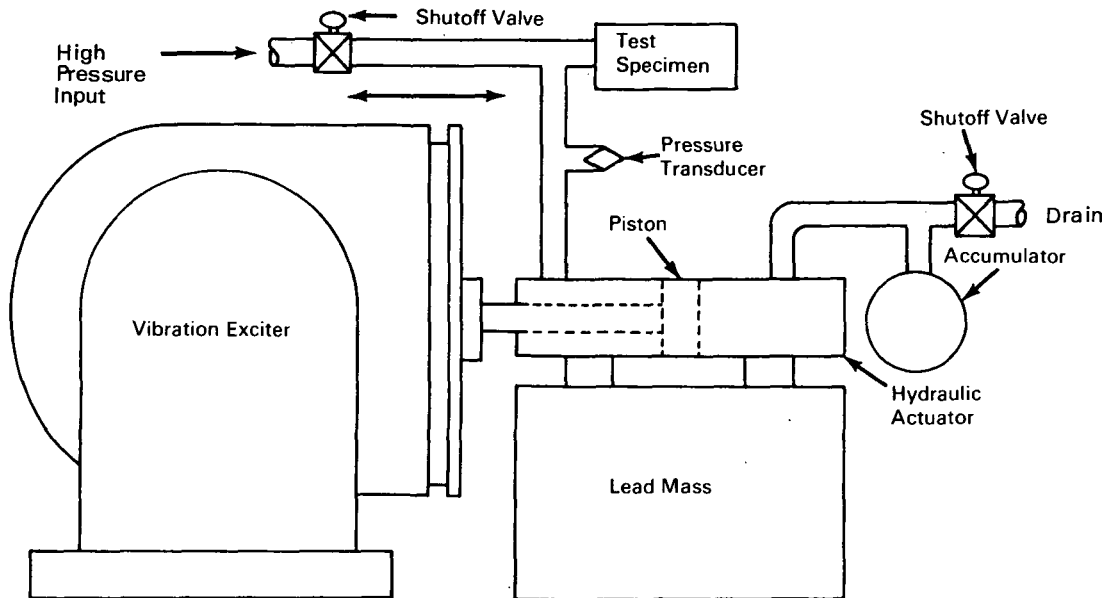 Shutoff Valve
High
Pressure
Input
Test
Specimen
Pressure
Transducer
Shutoff Valve
Drain
Piston
Accumulator
Vibration Exciter
Hydraulic
Actuator
Lead Mass